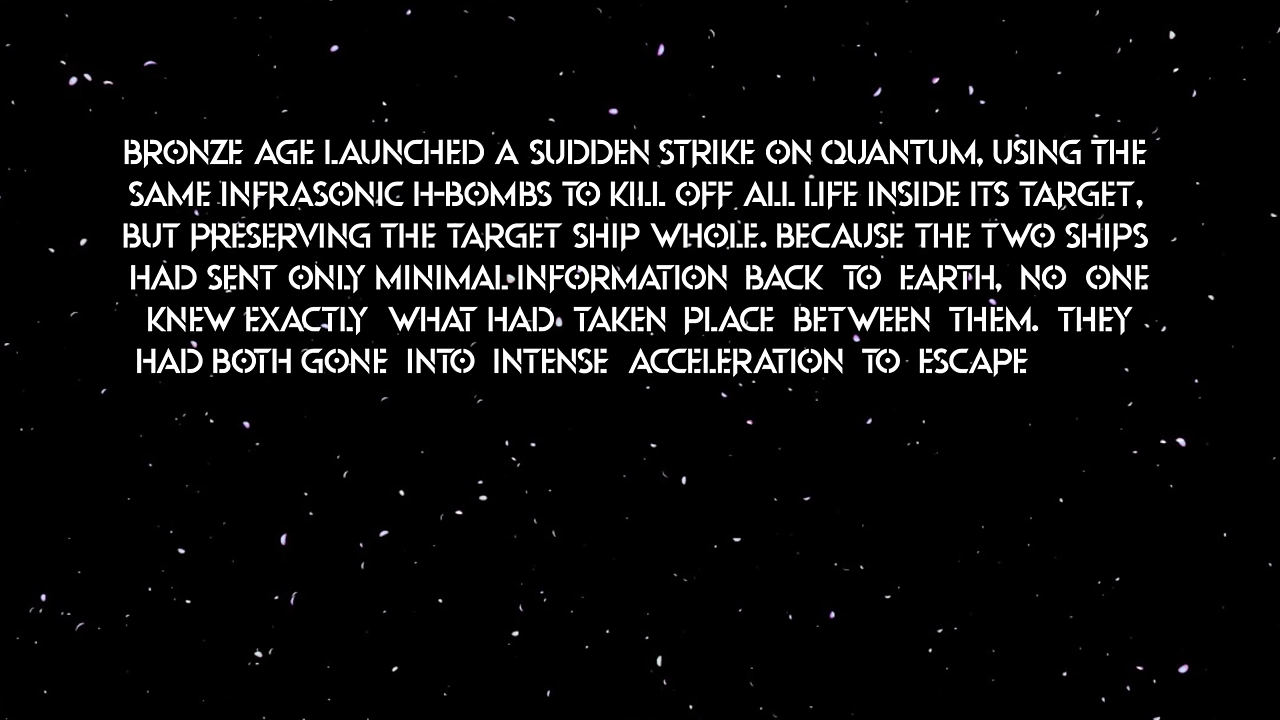 BRONZE AGE LAUNCHED A SUDDEN STRIKE ON QUANTUM, USING THE
SAME INFRASONIC H-BOMBS TO KILL OFF ALL LIFE INSIDE ITS TARGET,
BUT PRESERVING THE TARGET SHIP WHOLE. BECAUSE THE TWO SHIPS
HAD SENT ONLY MINIMAL INFORMATION BACK TO EARTH, NO ONE
KNEW EXACTLY WHAT HAD TAKEN PLACE BETWEEN THEM. THEY
HAD BOTH GONE INTO INTENSE ACCELERATION TO ESCAPE